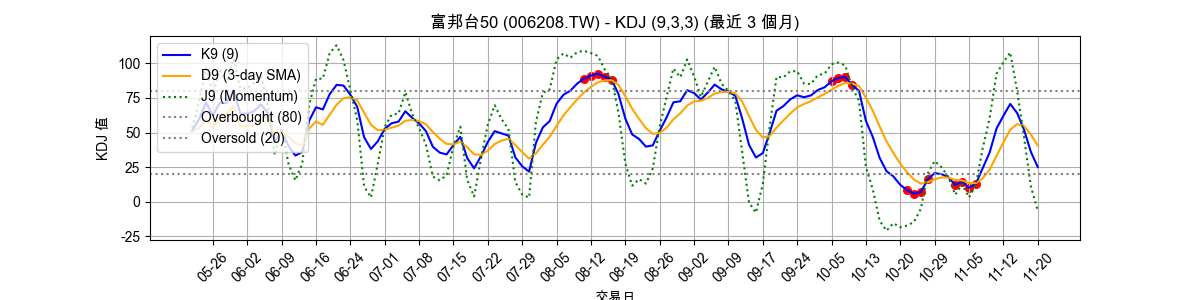 富邦台50 (006208.TW) - KDJ (9,3,3) (最近 3 個月)
K9 (9)
D9 (3-day SMA)
J9 (Momentum)
Overbought (80)
Oversold (20)
KDJ 值
100
75
50
25
0
-25
05-26 06-02 06-09 06-16 06-24 07-01 07-08 07-15 07-22 07-29 08-05 08-12 08-19 08-26 09-02 09-09 09-17 09-24 10-05 10-13 10-20 10-29 11-05 11-12 11-20
交易日